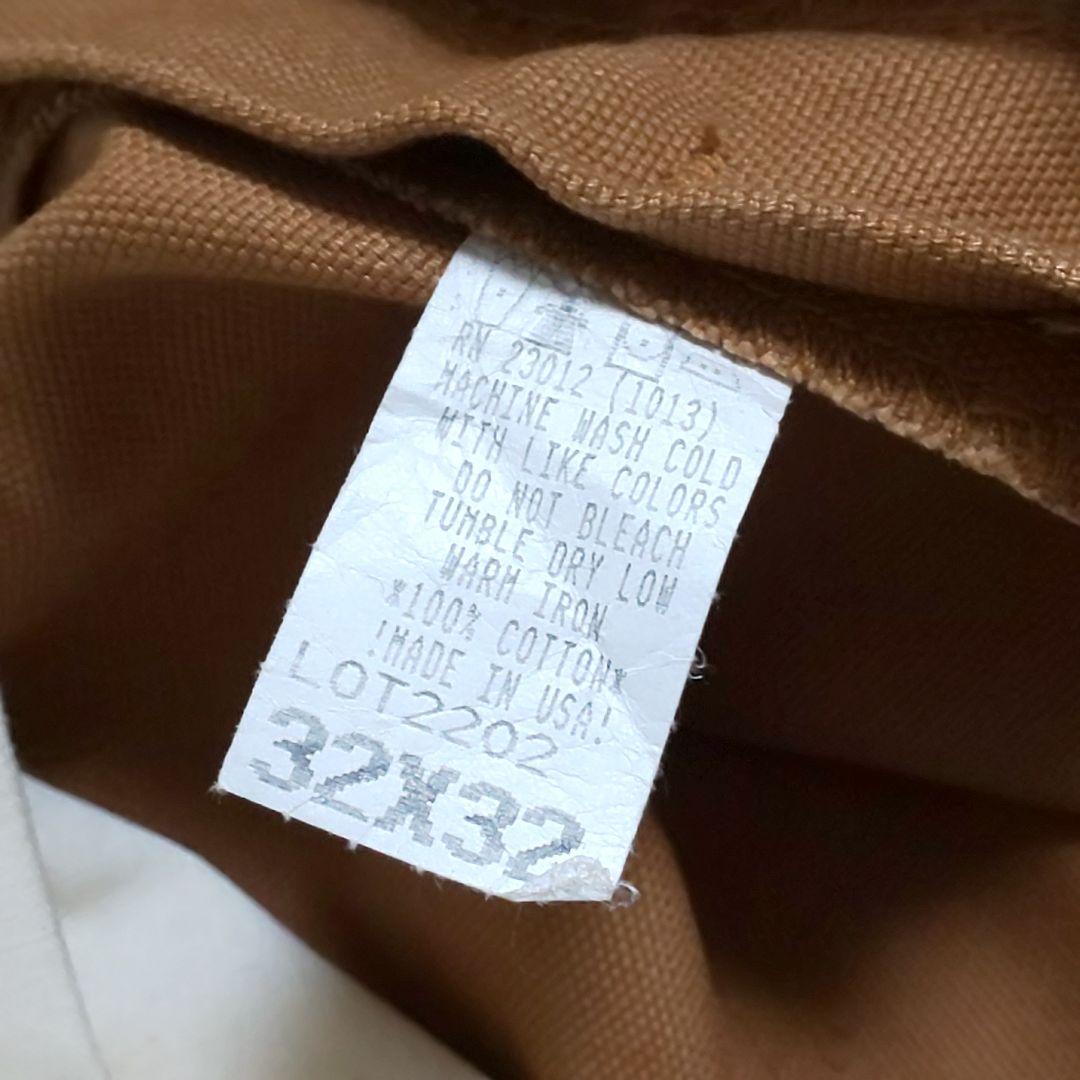 RN 23012 (1013)
MACHINE WASH COLD
WITH LIKE COLORS
DO NOT BLEACH
TUMBLE DRY LOW
WARM IRON
*100% COTTON*
!MADE IN USA!
LOT2202
32X32